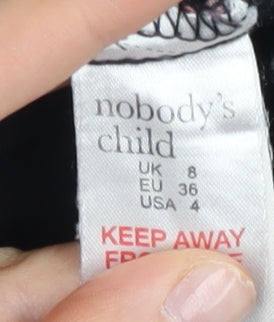 nobody's
child
UK 8
EU 36
USA 4
KEEP AWAY